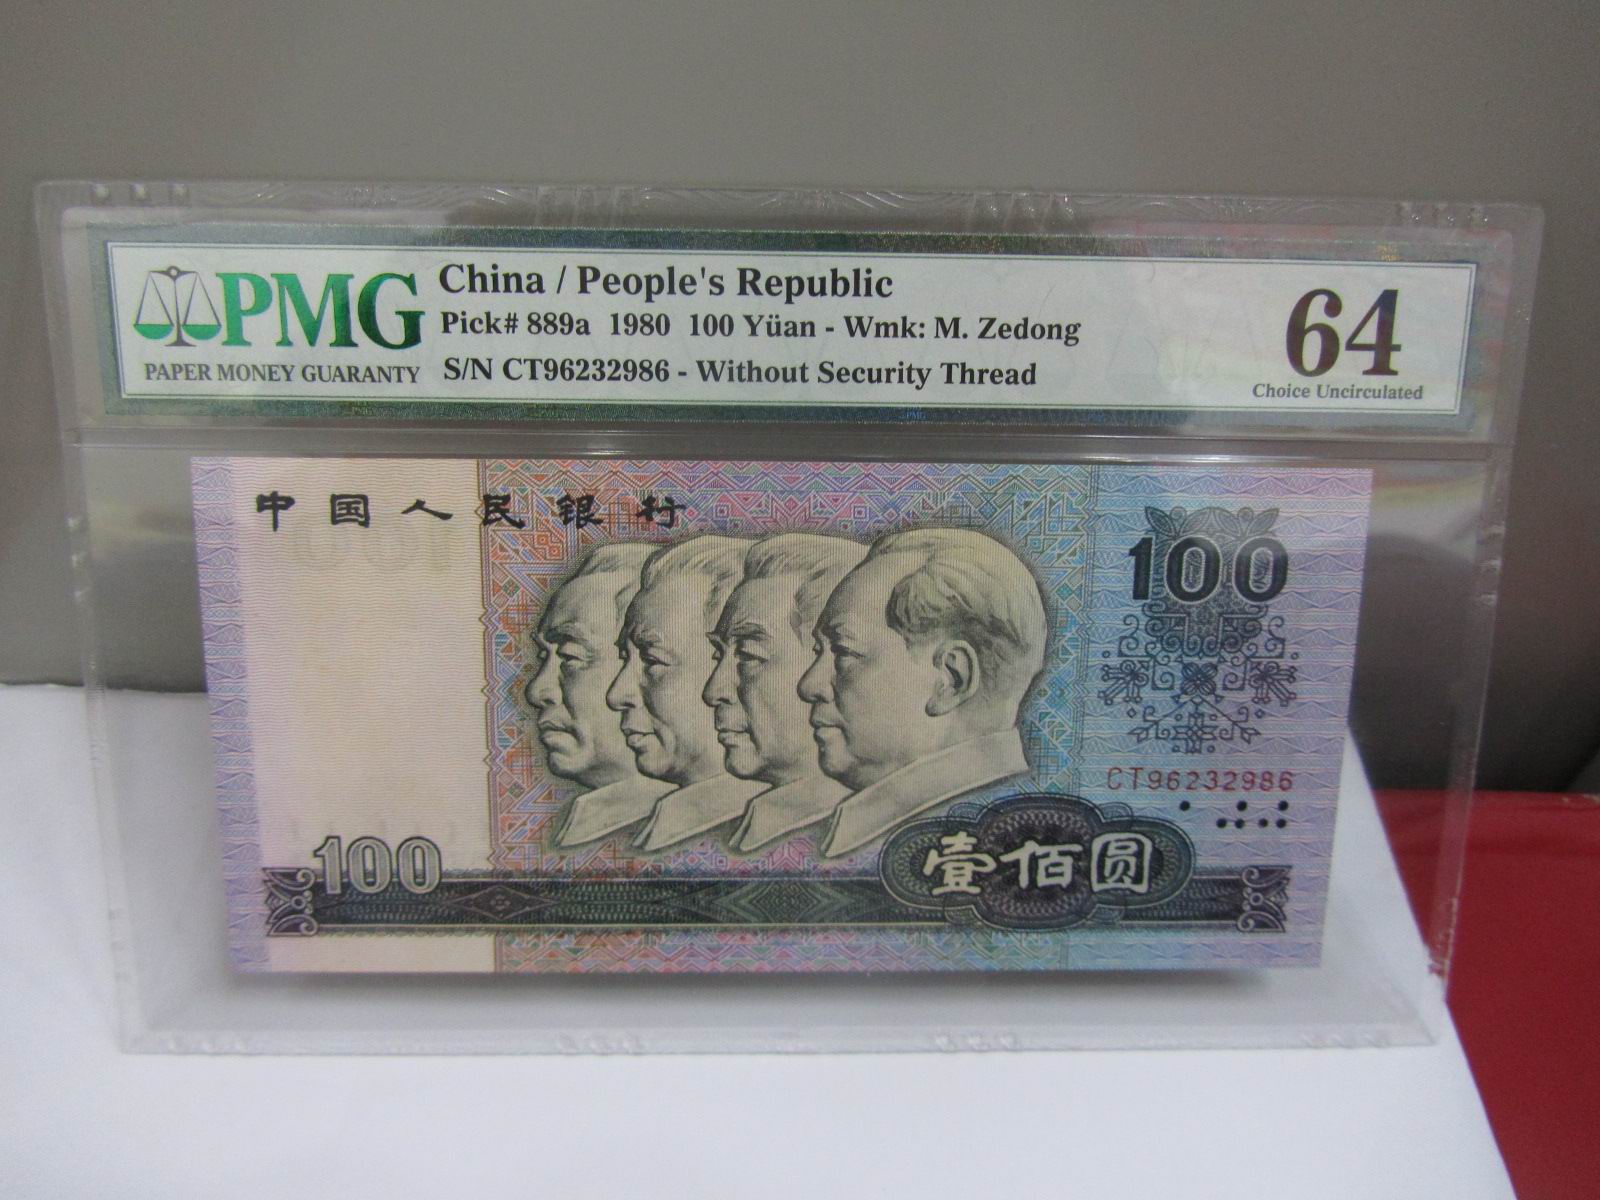 PMG
PAPER MONEY GUARANTY
China / People's Republic
Pick# 889a 1980 100 Yüan - Wmk: M. Zedong
S/N CT96232986 - Without Security Thread
64
Choice Uncirculated
中国人民银行
100
CT96232986
100
壹佰圆